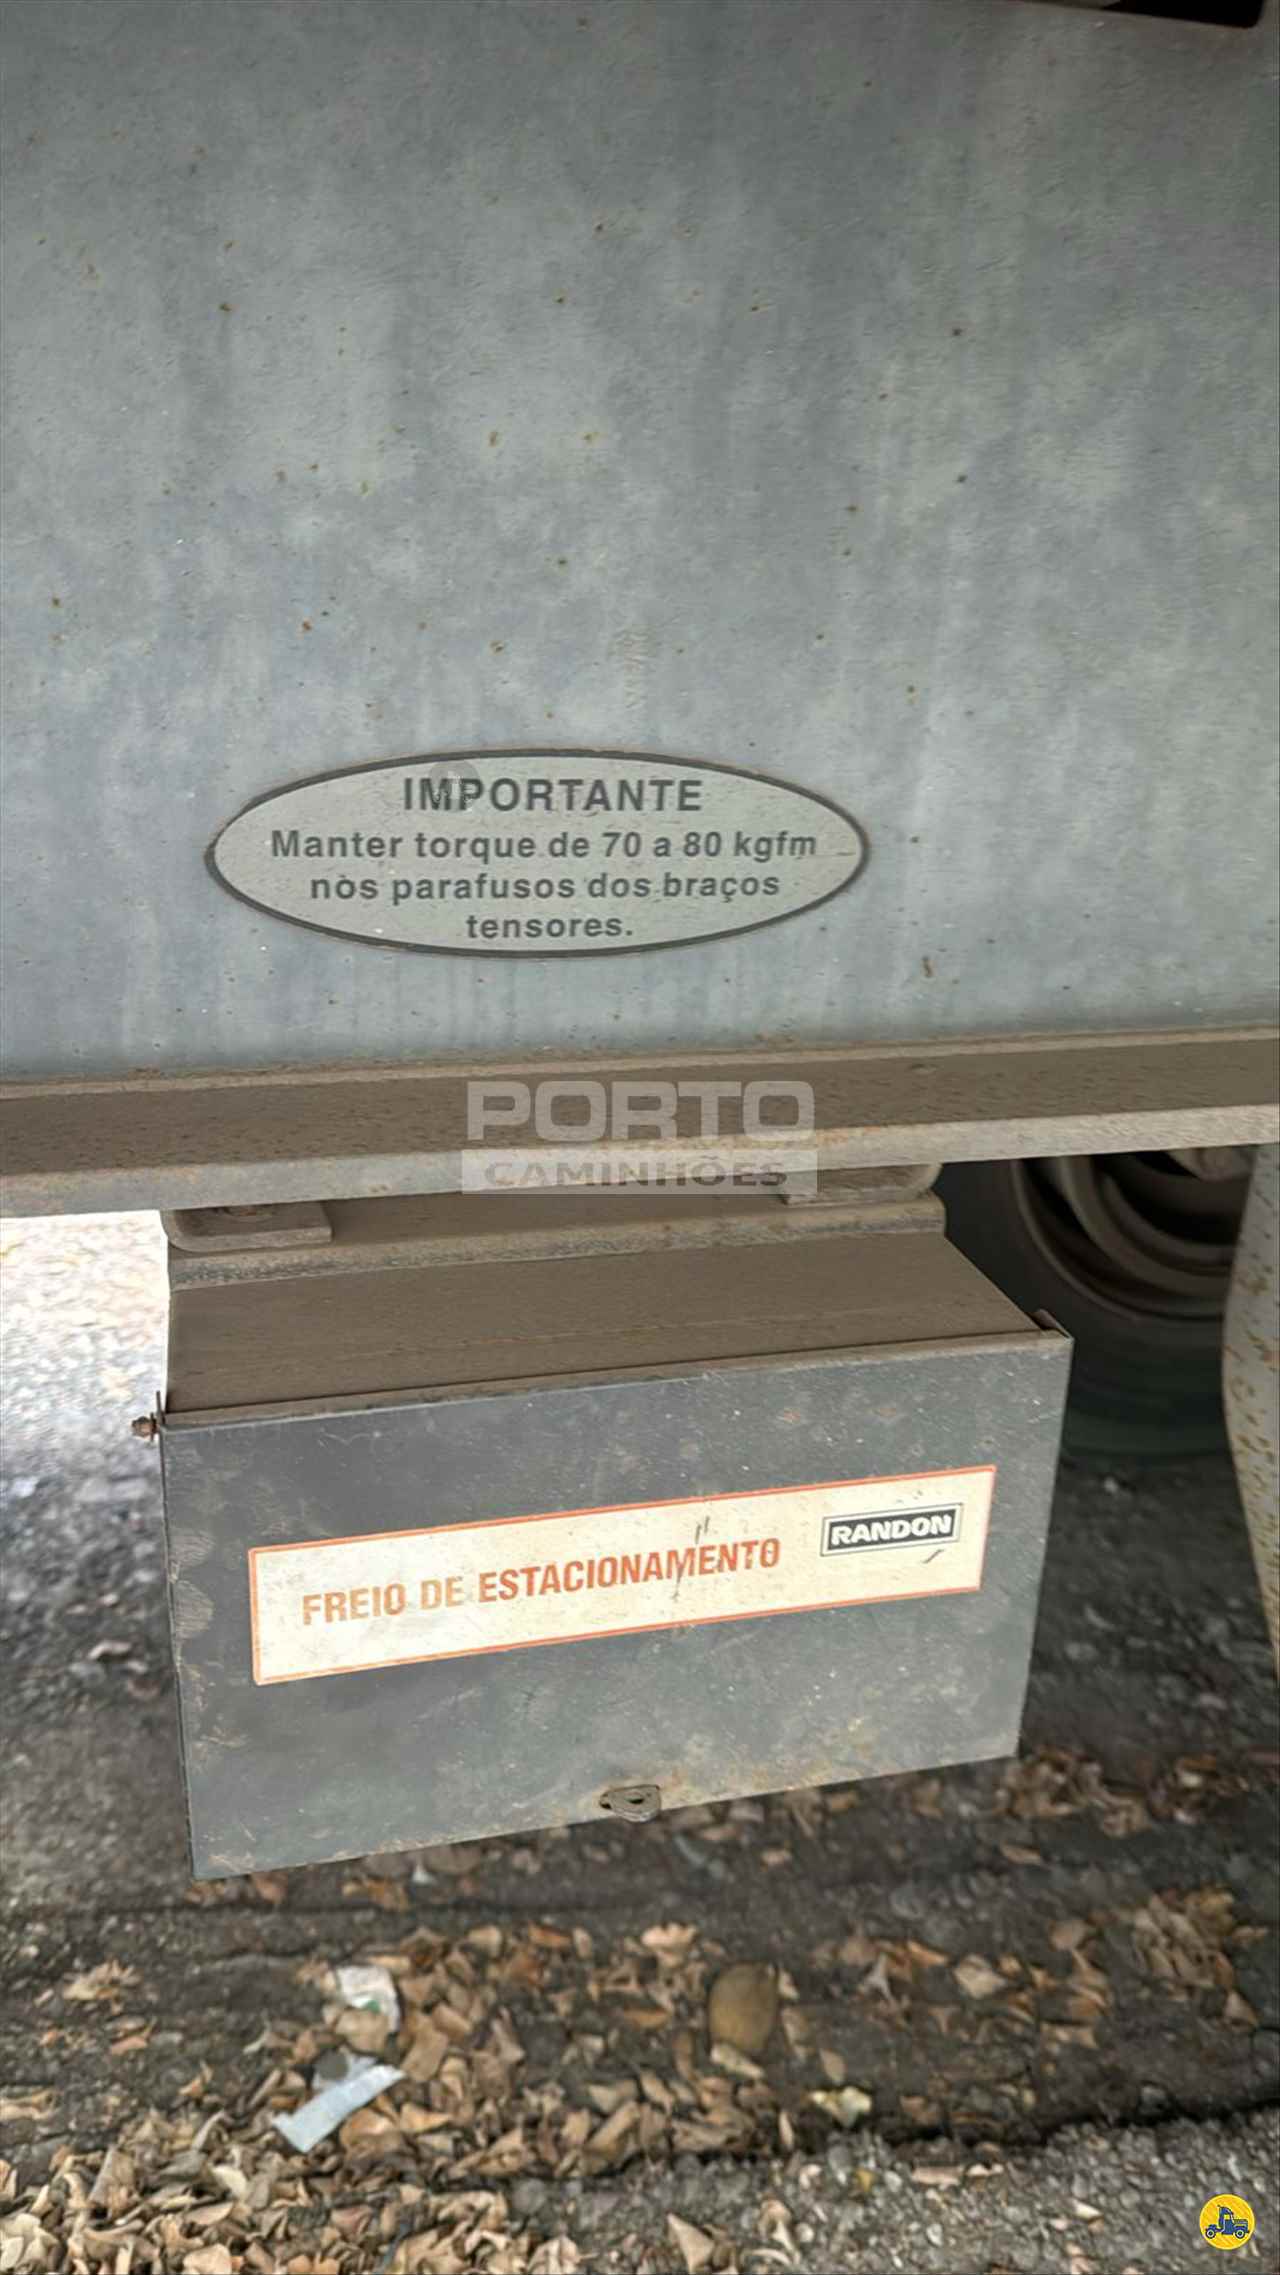 IMPORTANTE
Manter torque de 70 a 80 kgfm
nos parafusos dos braços
tensores.
PORTO
CAMINHÕES
FREIO DE ESTACIONAMENTO
RANDON